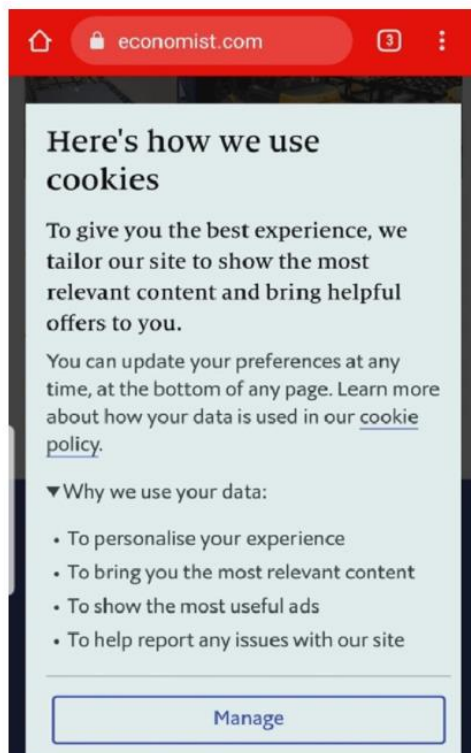 economist.com
3
Here's how we use
cookies
To give you the best experience, we
tailor our site to show the most
relevant content and bring helpful
offers to you.
You can update your preferences at any
time, at the bottom of any page. Learn more
about how your data is used in our cookie
policy.
▼Why we use your data:
• To personalise your experience
• To bring you the most relevant content
• To show the most useful ads
• To help report any issues with our site
Manage